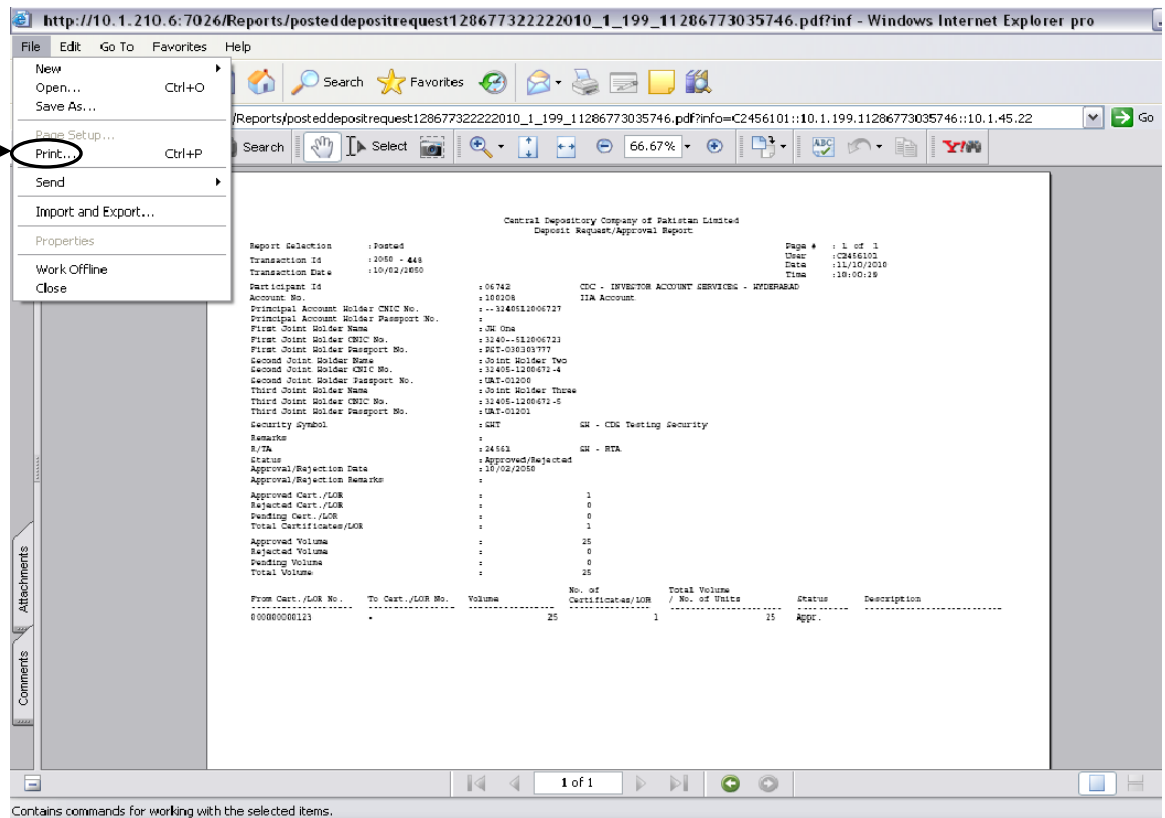 http://10.1.210.6:7026/Reports/posteddepositrequest128677322222010_1_199_11286773035746.pdf?inf - Windows Internet Explorer pro
File Edit Go To Favorites Help
New
Open... Ctrl+O
Save As...
Page Setup...
Print... Ctrl+P
Send
Import and Export...
Properties
Work Offline
Close
Search Favorites
/Reports/posteddepositrequest128677322222010_1_199_11286773035746.pdf?info=C2456101::10.1.199.11286773035746::10.1.45.22 Go
Search Select 66.67% Y!
Central Depository Company of Pakistan Limited
Deposit Request/Approval Report
Report Selection : Posted Page # : 1 of 1
User :C2456101
Transaction Id : 2050 - 448 Date :11/10/2010
Transaction Date : 10/02/2050 Time :18:00:29
Participant Id : 06742 CDC - INVESTOR ACCOUNT SERVICES - HYDERABAD
Account No. : 100208 IIA Account
Principal Account Holder CNIC No. : --3240512006727
Principal Account Holder Passport No. :
First Joint Holder Name : JH One
First Joint Holder CNIC No. : 3240--512006723
First Joint Holder Passport No. : PST-030303777
Second Joint Holder Name : Joint Holder Two
Second Joint Holder CNIC No. : 32405-1200672-4
Second Joint Holder Passport No. : UAT-01200
Third Joint Holder Name : Joint Holder Three
Third Joint Holder CNIC No. : 32405-1200672-5
Third Joint Holder Passport No. : UAT-01201
Security Symbol : SHT SH - CDS Testing Security
Remarks :
R/TA : 24561 SH - RTA
Status : Approved/Rejected
Approval/Rejection Date : 10/02/2050
Approval/Rejection Remarks :
Approved Cert./LOR : 1
Rejected Cert./LOR : 0
Pending Cert./LOR : 0
Total Certificates/LOR : 1
Approved Volume : 25
Rejected Volume : 0
Pending Volume : 0
Total Volume : 25
From Cert./LOR No. To Cert./LOR No. Volume No. of Certificates/LOR Total Volume / No. of Units Status Description
000000000123 - 25 1 25 Appr.
Attachments
Comments
1 of 1
Contains commands for working with the selected items.